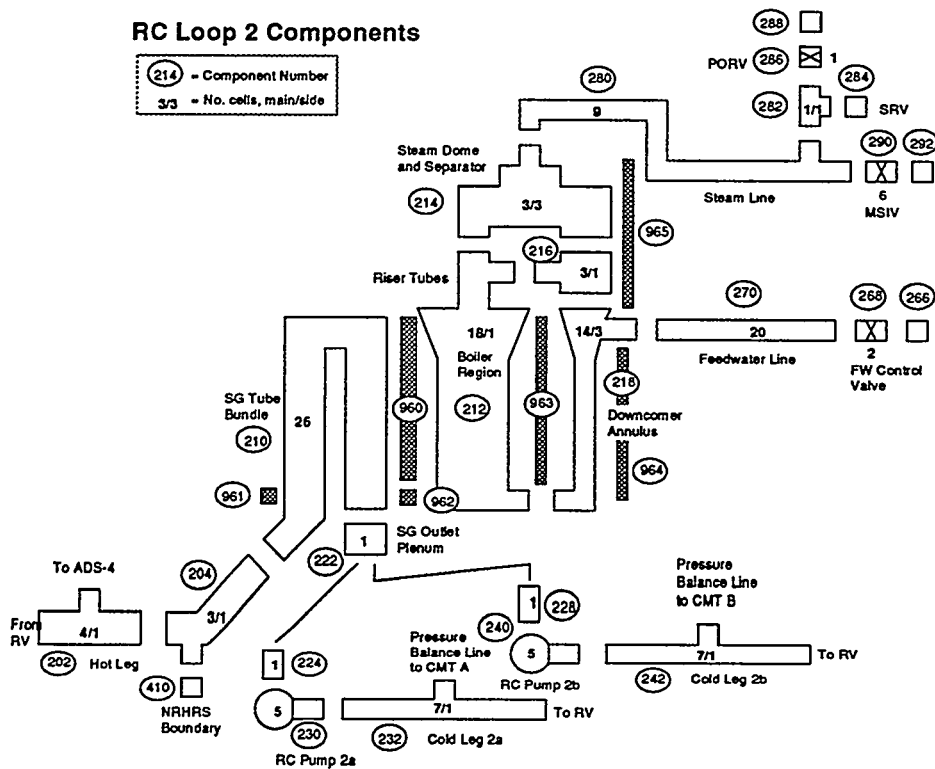 RC Loop 2 Components
214 = Component Number
3/3 = No. cells, main/side
288
PORV 286 1
280
284
282 1/1 SRV
9
290 292
Steam Dome
and Separator
214
3/3
Steam Line
6
MSIV
965
216
Riser Tubes
3/1
270
268 266
18/1
14/3
20
Boiler
Region
Feedwater Line
2
FW Control
Valve
SG Tube
Bundle
210
26
960
212
963
218
Downcomer
Annulus
961
962
964
SG Outlet
Plenum
1
222
To ADS-4
204
Pressure
Balance Line
to CMT B
From
RV
4/1
3/1
1
228
240
Pressure
Balance Line
to CMT A
202
Hot Leg
5
7/1
To RV
410
1
224
RC Pump 2b
242
Cold Leg 2b
NRHRS
Boundary
5
7/1
To RV
230
232
Cold Leg 2a
RC Pump 2a